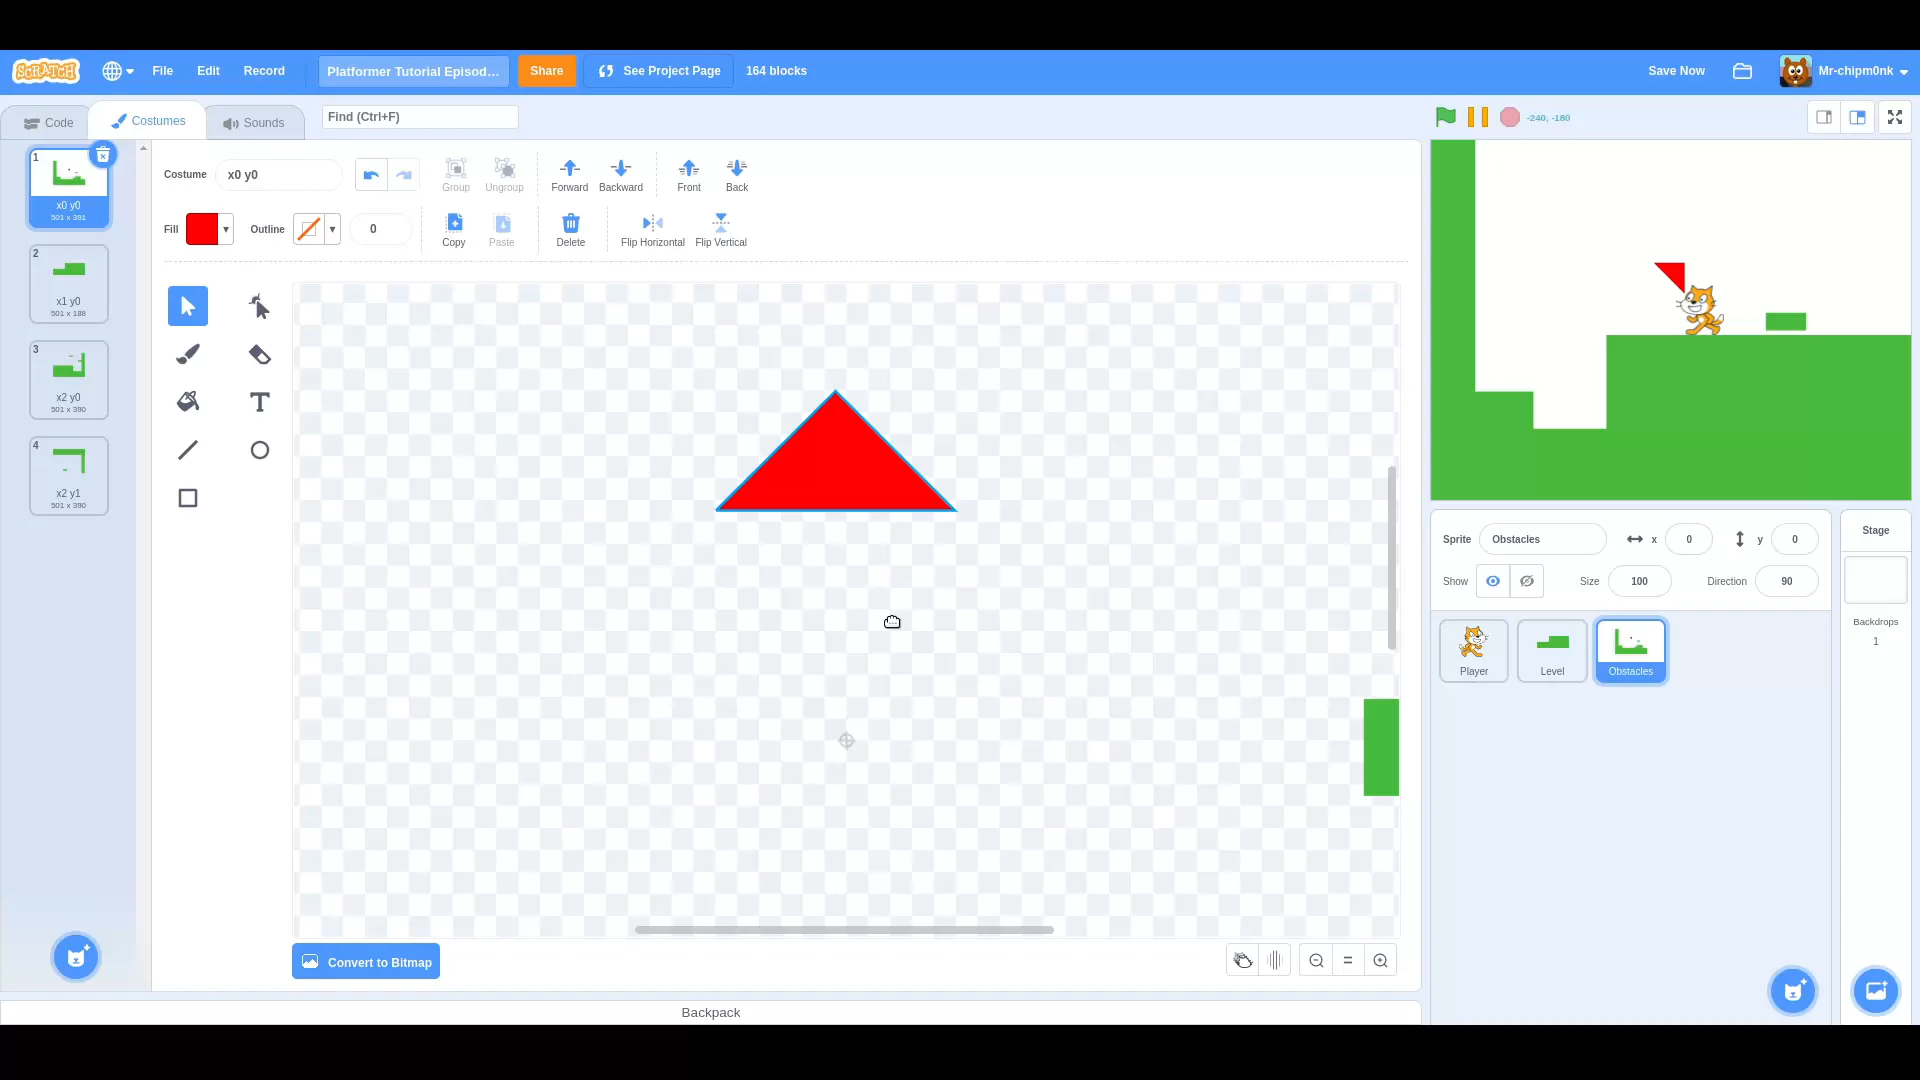 SCRATCH
File Edit Record Platformer Tutorial Episod... Share See Project Page 164 blocks Save Now Mr-chipm0nk
Code Costumes Sounds Find (Ctrl+F) -240, -180
Costume x0 y0 Group Ungroup Forward Backward Front Back
Fill Outline 0 Copy Paste Delete Flip Horizontal Flip Vertical
1
x0 y0
501 x 391
2
x1 y0
501 x 188
3
x2 y0
501 x 390
4
x2 y1
501 x 390
T
Convert to Bitmap
Backpack
Sprite Obstacles x 0 y 0
Show Size 100 Direction 90
Player Level Obstacles
Stage
Backdrops
1